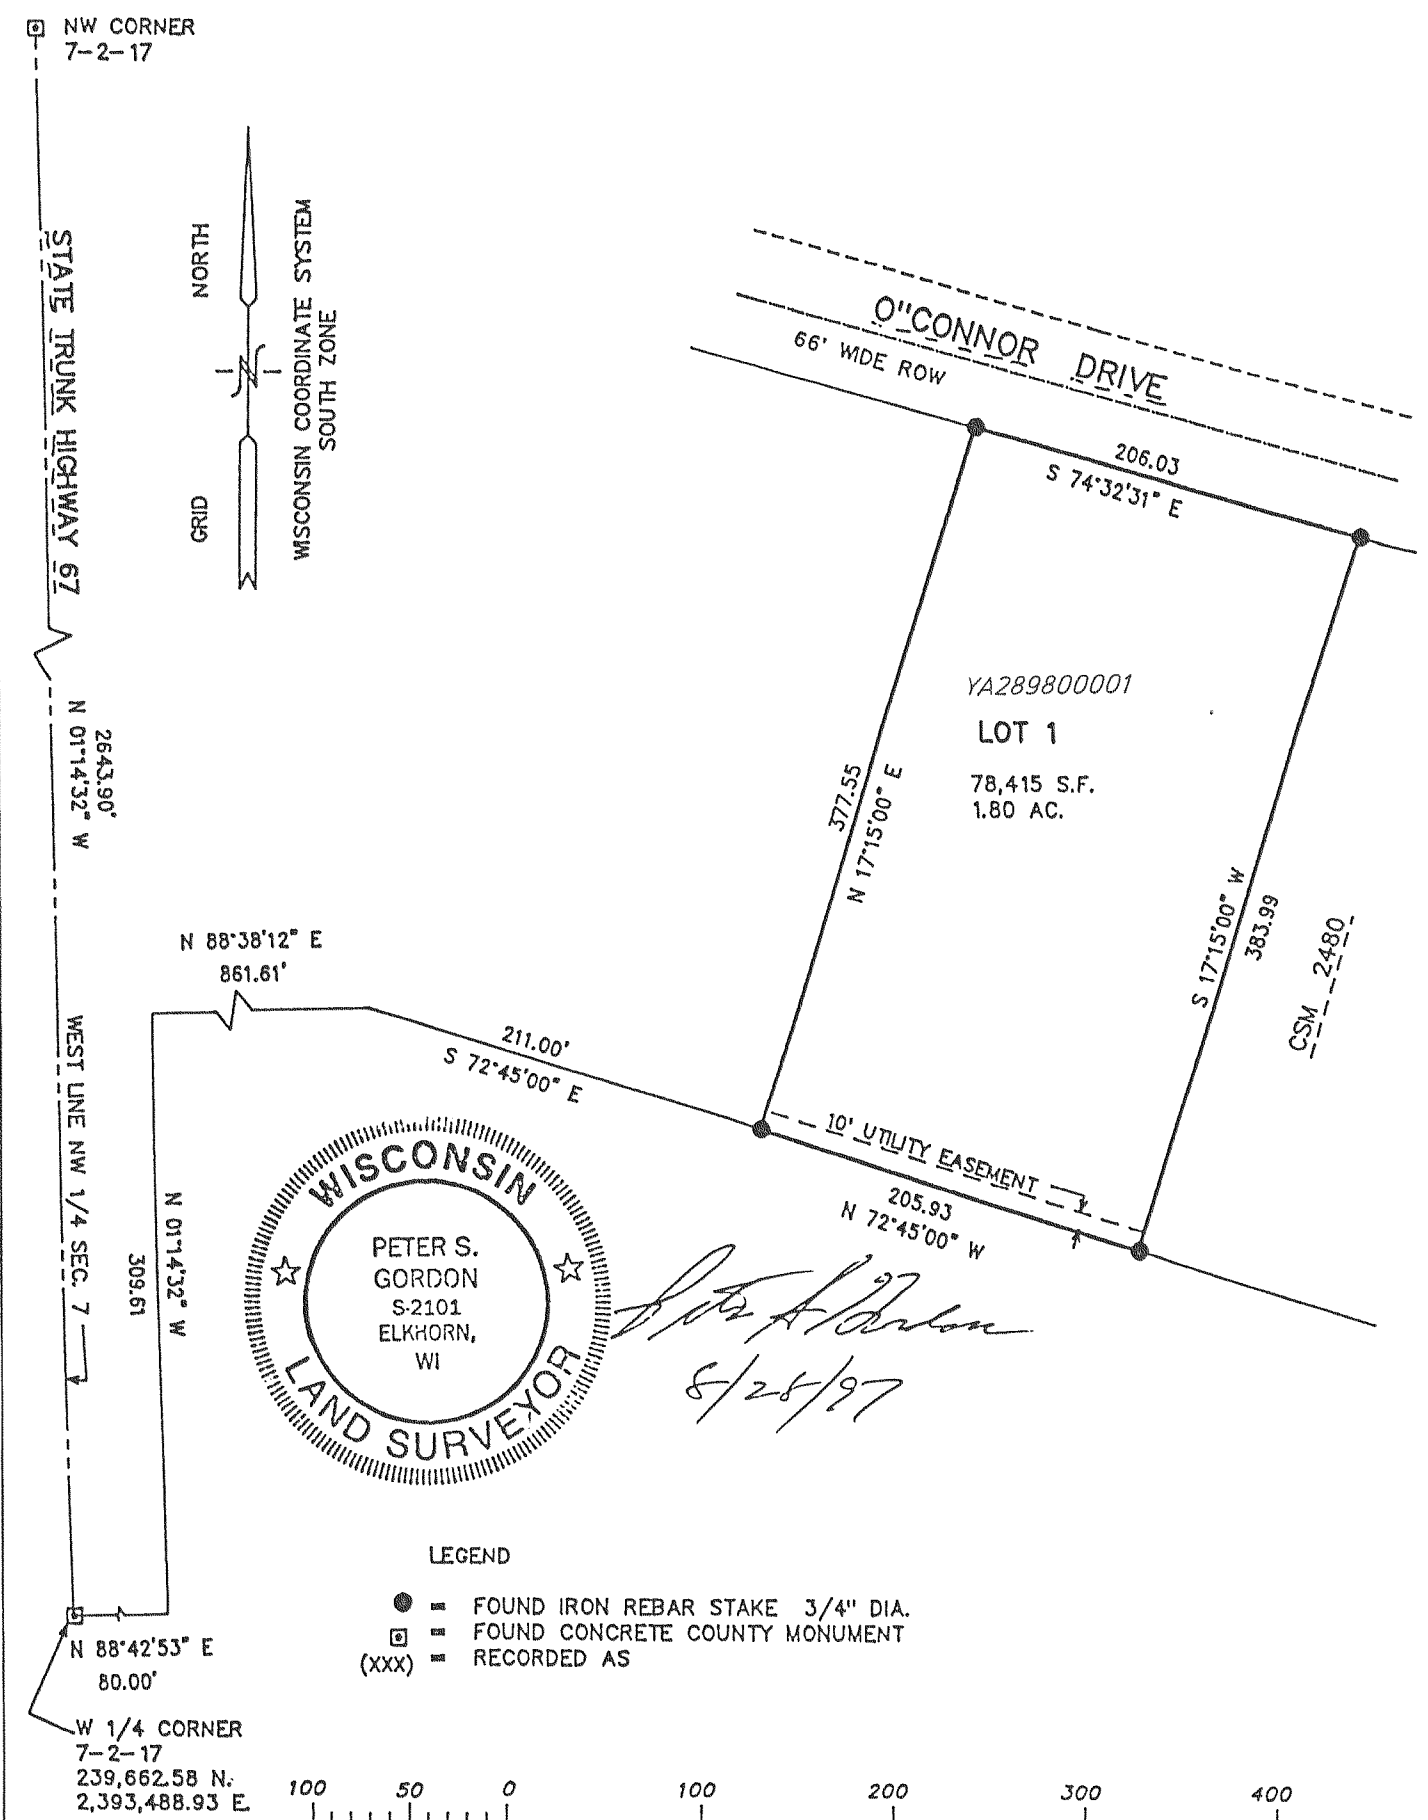 NW CORNER
7-2-17
STATE TRUNK HIGHWAY 67
NORTH
GRID
WISCONSIN COORDINATE SYSTEM
SOUTH ZONE
O"CONNOR DRIVE
66' WIDE ROW
206.03
S 74°32'31" E
YA289800001
LOT 1
78,415 S.F.
1.80 AC.
377.55
N 17°15'00" E
S 17°15'00" W
383.99
CSM 2480
2643.90'
N 01°14'32" W
N 88°38'12" E
861.61'
211.00'
S 72°45'00" E
10' UTILITY EASEMENT
205.93
N 72°45'00" W
WEST LINE NW 1/4 SEC. 7
N 01°14'32" W
309.61
WISCONSIN
PETER S.
GORDON
S-2101
ELKHORN,
WI
LAND SURVEYOR
Peter S. Gordon
8/28/97
LEGEND
= FOUND IRON REBAR STAKE 3/4" DIA.
= FOUND CONCRETE COUNTY MONUMENT
(XXX) = RECORDED AS
N 88°42'53" E
80.00'
W 1/4 CORNER
7-2-17
239,662.58 N.
2,393,488.93 E.
100 50 0 100 200 300 400